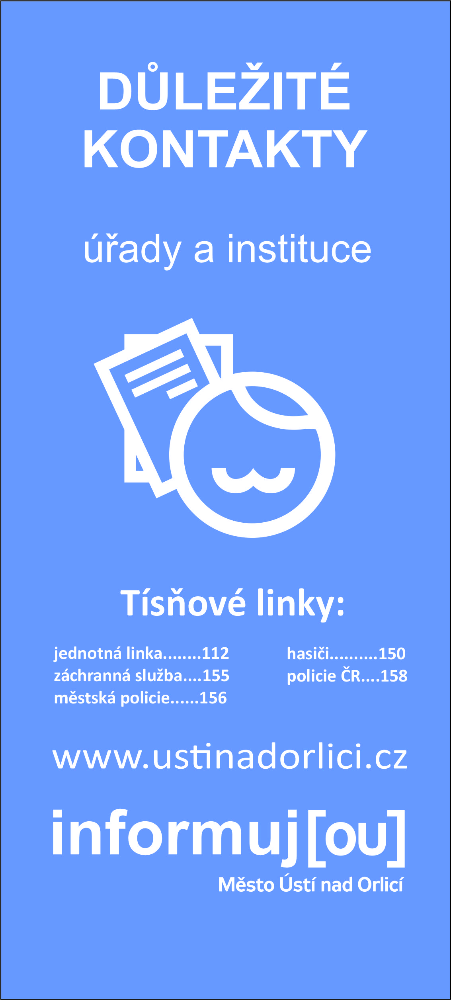 DŮLEŽITÉ
KONTAKTY
úřady a instituce
Tísňové linky:
jednotná linka........112
záchranná služba....155
městská policie......156
hasiči..........150
policie ČR....158
www.ustinadorlici.cz
informuj[ou]
Město Ústí nad Orlicí